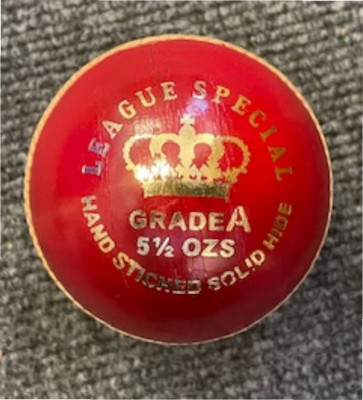 LEAGUE SPECIAL
GRADE A
5½ OZS
HAND STICHED SOLID HIDE